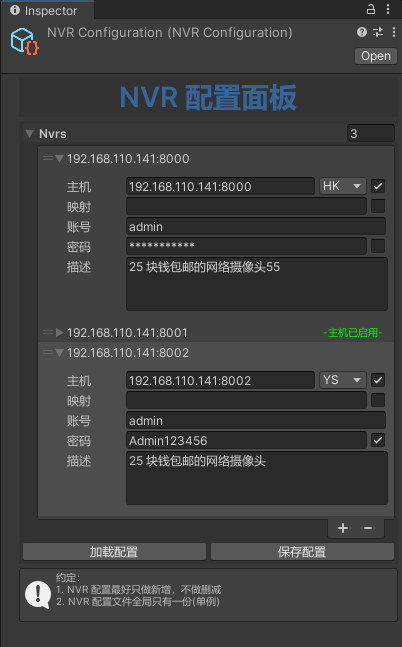 Inspector
NVR Configuration (NVR Configuration)
Open
NVR 配置面板
Nvrs 3
192.168.110.141:8000
主机 192.168.110.141:8000 HK
映射
账号 admin
密码 ***********
描述 25 块钱包邮的网络摄像头55
192.168.110.141:8001 -主机已启用-
192.168.110.141:8002
主机 192.168.110.141:8002 YS
映射
账号 admin
密码 Admin123456
描述 25 块钱包邮的网络摄像头
+ −
加载配置 保存配置
约定：
1. NVR 配置最好只做新增，不做删减
2. NVR 配置文件全局只有一份(单例)